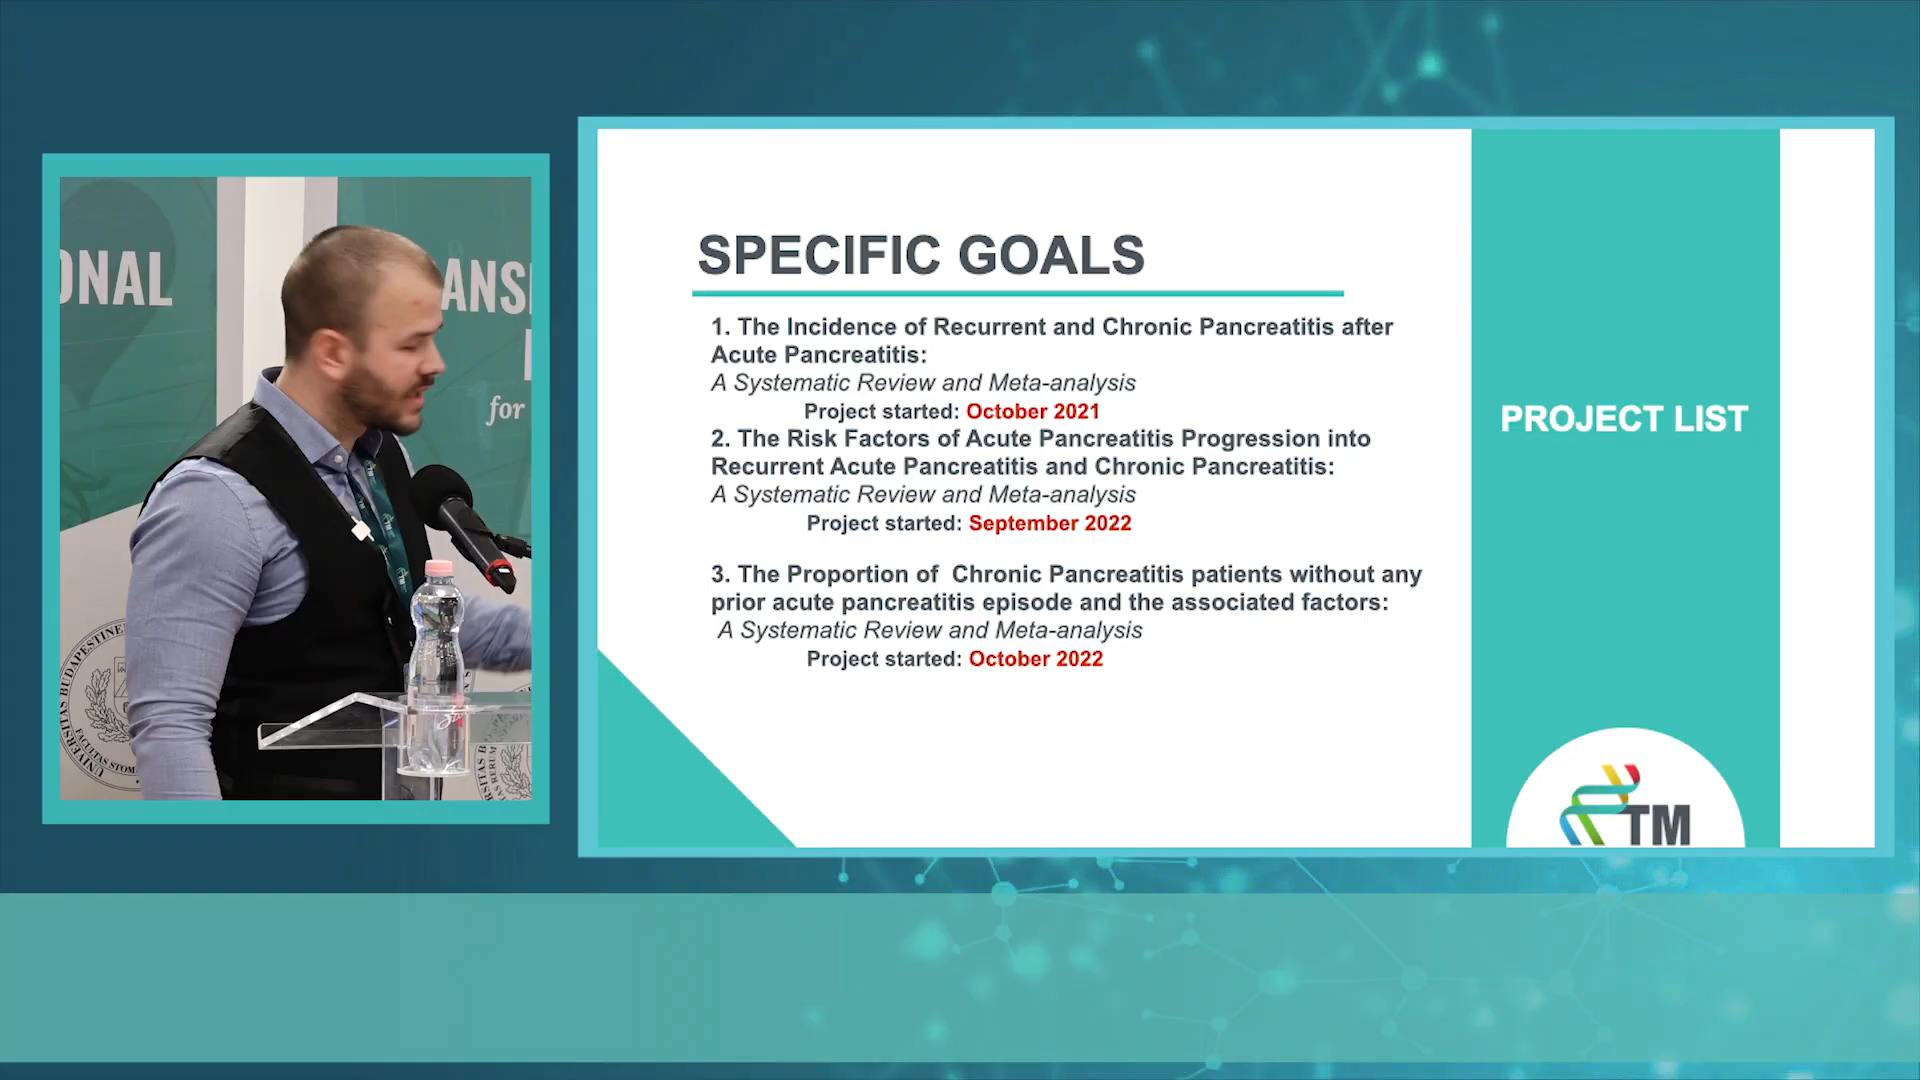 ONAL
ANS
for
UNIVERSITAS BUDAPESTINE
FACULTAS STOM
SPECIFIC GOALS
1. The Incidence of Recurrent and Chronic Pancreatitis after
Acute Pancreatitis:
A Systematic Review and Meta-analysis
Project started: October 2021
2. The Risk Factors of Acute Pancreatitis Progression into
Recurrent Acute Pancreatitis and Chronic Pancreatitis:
A Systematic Review and Meta-analysis
Project started: September 2022
3. The Proportion of  Chronic Pancreatitis patients without any
prior acute pancreatitis episode and the associated factors:
A Systematic Review and Meta-analysis
Project started: October 2022
PROJECT LIST
TM